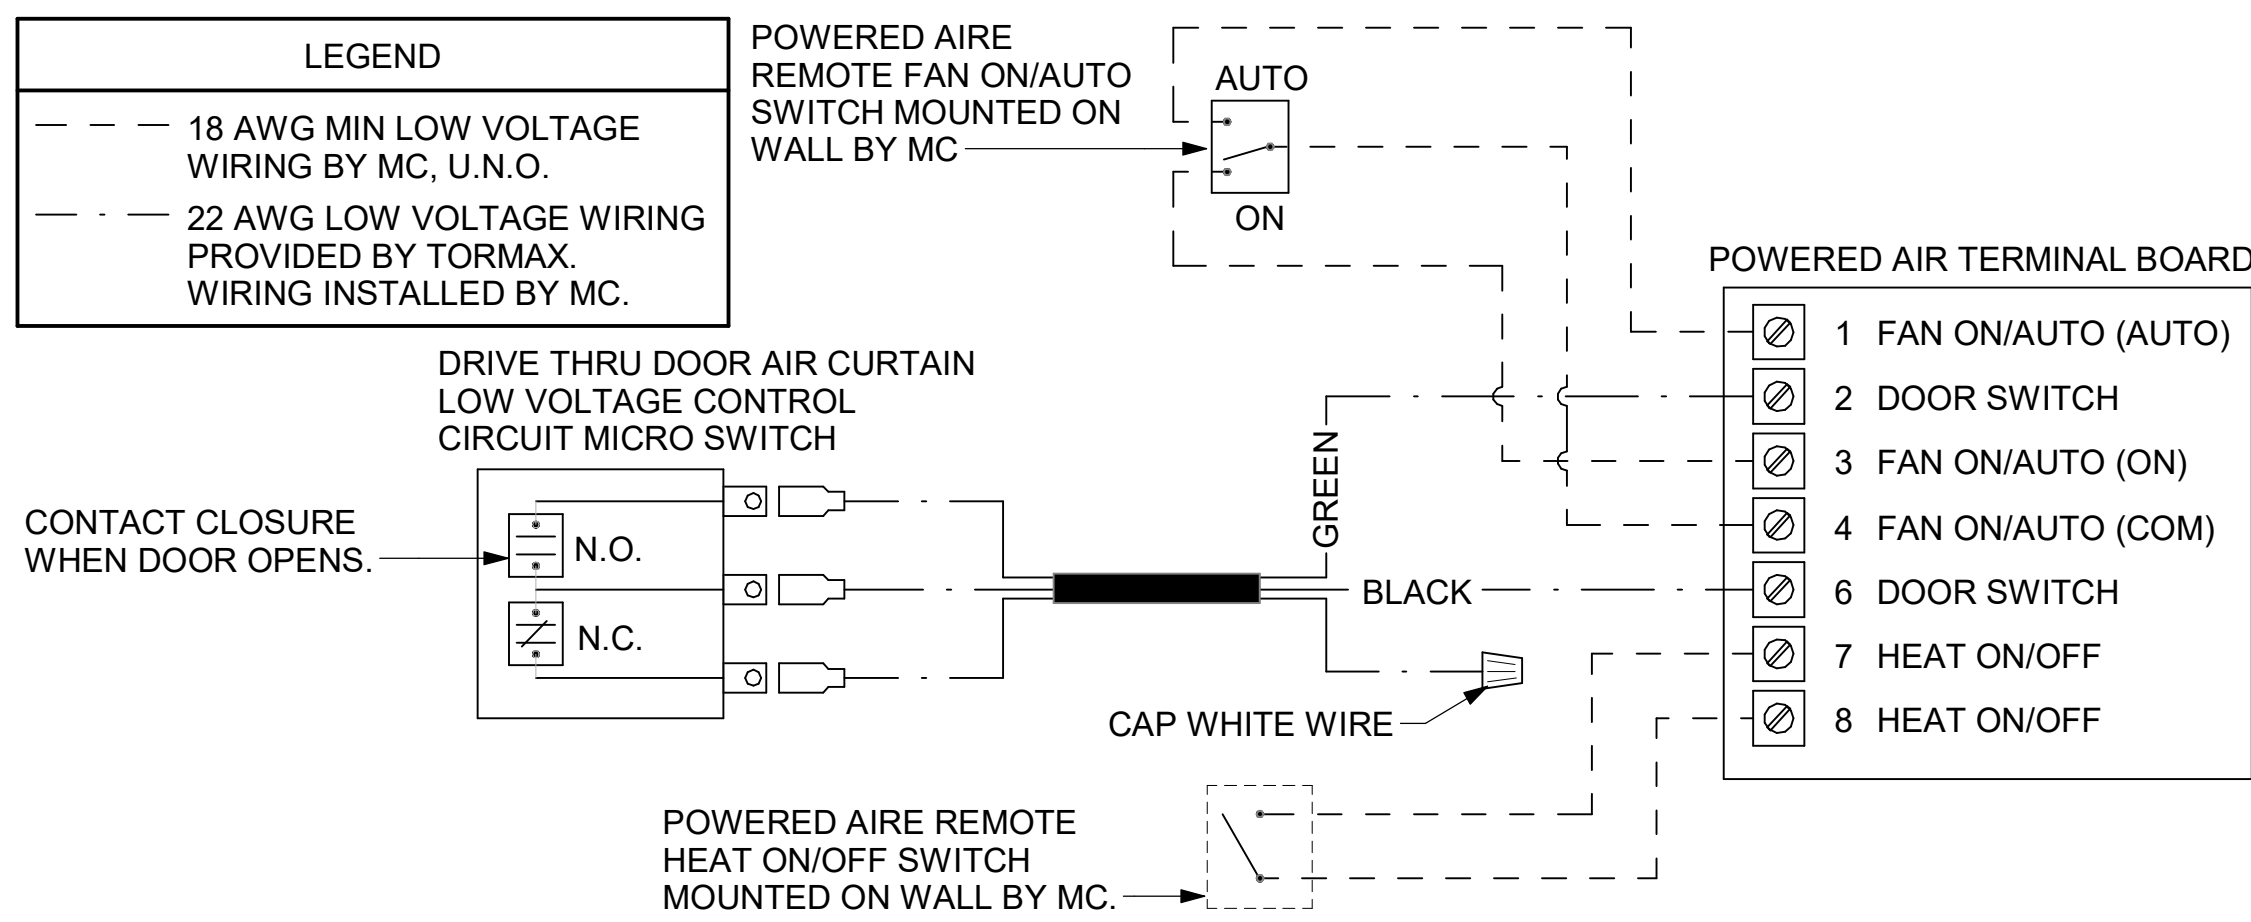 LEGEND
18 AWG MIN LOW VOLTAGE
WIRING BY MC, U.N.O.
22 AWG LOW VOLTAGE WIRING
PROVIDED BY TORMAX.
WIRING INSTALLED BY MC.
POWERED AIRE
REMOTE FAN ON/AUTO
SWITCH MOUNTED ON
WALL BY MC
AUTO
ON
POWERED AIR TERMINAL BOARD
1 FAN ON/AUTO (AUTO)
2 DOOR SWITCH
3 FAN ON/AUTO (ON)
4 FAN ON/AUTO (COM)
6 DOOR SWITCH
7 HEAT ON/OFF
8 HEAT ON/OFF
DRIVE THRU DOOR AIR CURTAIN
LOW VOLTAGE CONTROL
CIRCUIT MICRO SWITCH
CONTACT CLOSURE
WHEN DOOR OPENS.
N.O.
N.C.
GREEN
BLACK
CAP WHITE WIRE
POWERED AIRE REMOTE
HEAT ON/OFF SWITCH
MOUNTED ON WALL BY MC.